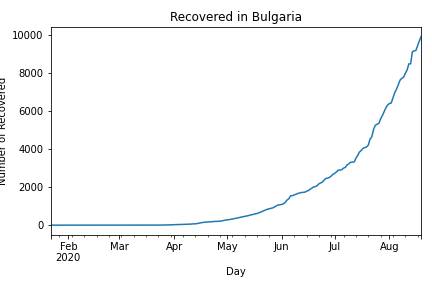 Recovered in Bulgaria
Number of Recovered
10000
8000
6000
4000
2000
0
Feb
2020
Mar
Apr
May
Jun
Jul
Aug
Day